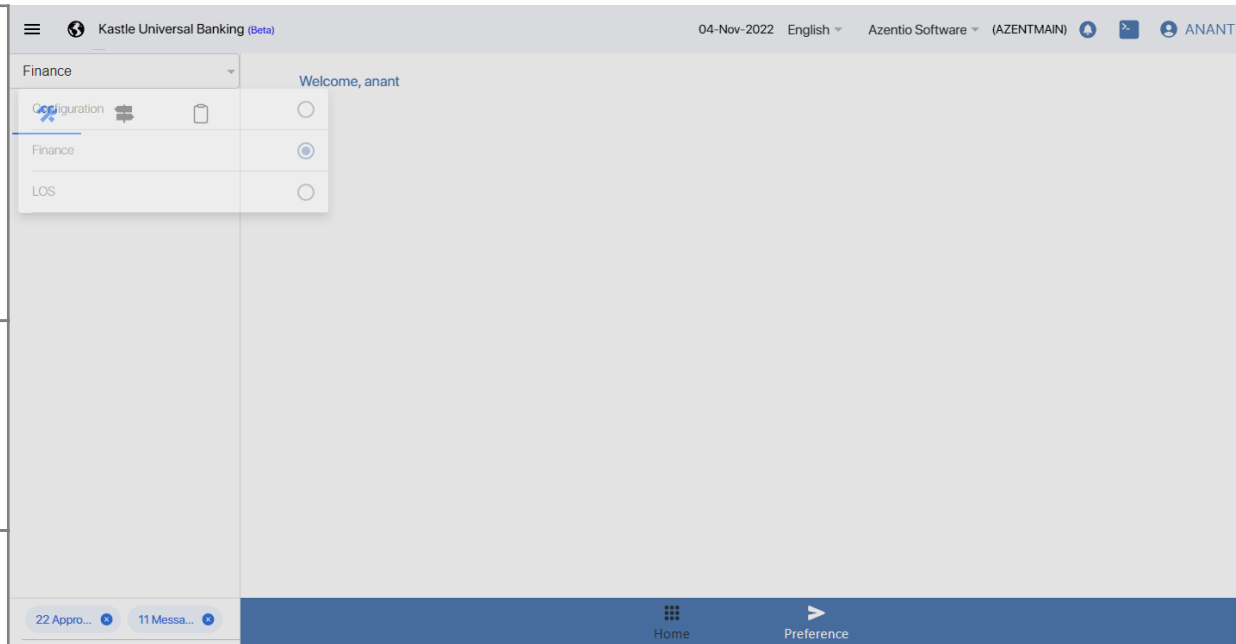 Kastle Universal Banking (Beta) 04-Nov-2022 English Azentio Software (AZENTMAIN) ANANT
Finance
Welcome, anant
Configuration
Finance
LOS
22 Appro... 11 Messa...
Home Preference